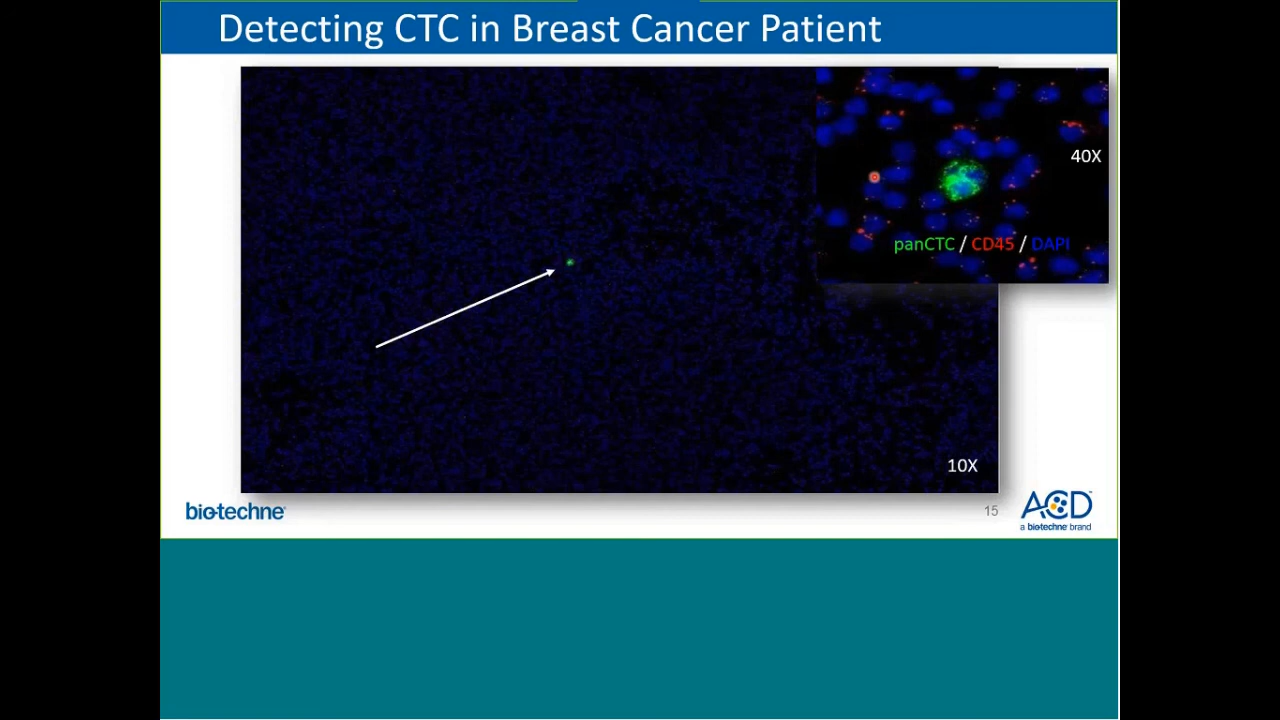 Detecting CTC in Breast Cancer Patient
40X
panCTC / CD45 / DAPI
10X
bio-techne
15
ACD
a biotechne brand